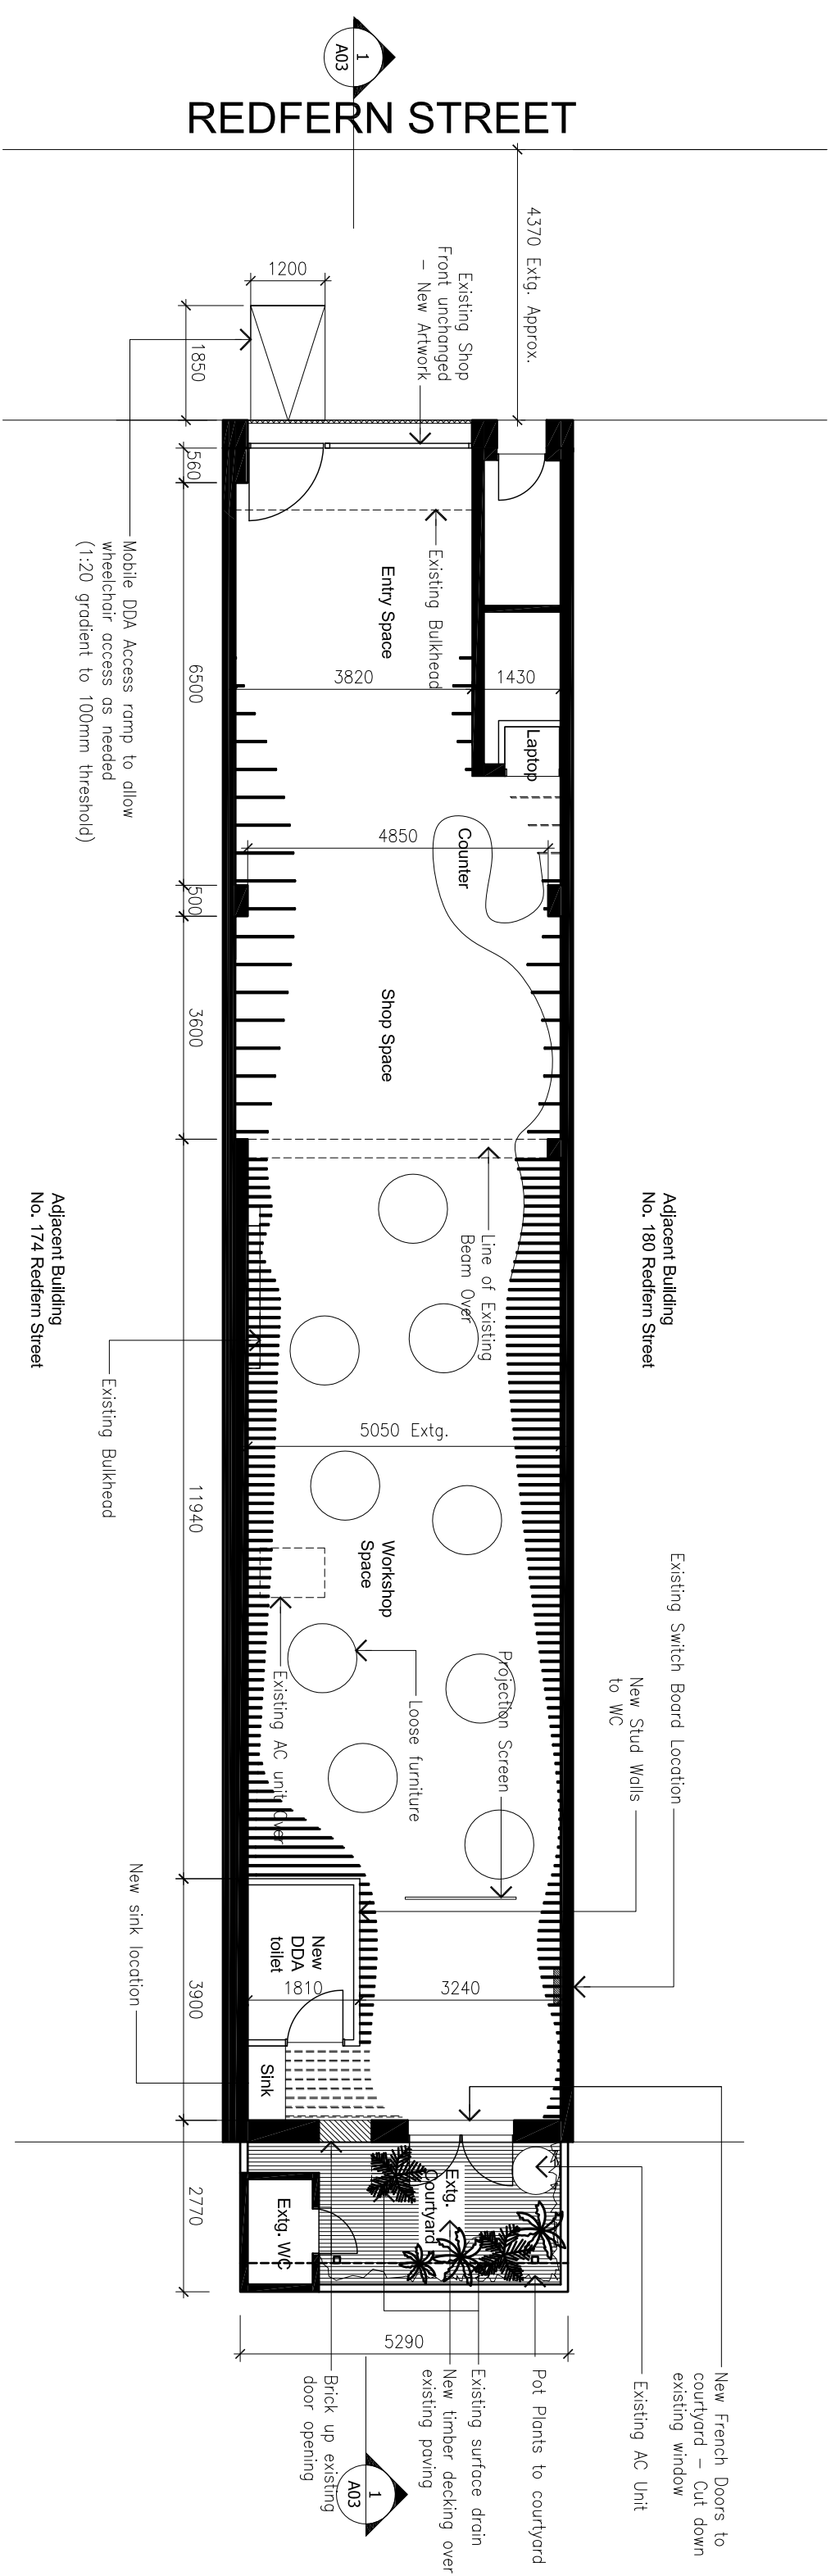 1
A03
REDFERN STREET
4370 Extg. Approx.
1200
1850
Existing Shop
Front unchanged
- New Artwork
560
Existing Bulkhead
Entry Space
Mobile DDA Access ramp to allow
wheelchair access as needed
(1:20 gradient to 100mm threshold)
6500
3820
1430
Laptop
4850
Counter
500
Shop Space
3600
Adjacent Building
No. 180 Redfern Street
Adjacent Building
No. 174 Redfern Street
Line of Existing
Beam Over
Existing Bulkhead
5050 Extg.
11940
Workshop
Space
Existing Switch Board Location
New Stud Walls
to WC
Projection Screen
Loose furniture
Existing AC unit Over
New sink location
New
DDA
toilet
1810
3240
3900
Sink
Extg.
Courtyard
Extg. WC
2770
5290
New French Doors to
courtyard - Cut down
existing window
Existing AC Unit
Pot Plants to courtyard
Existing surface drain
New timber decking over
existing paving
Brick up existing
door opening
1
A03